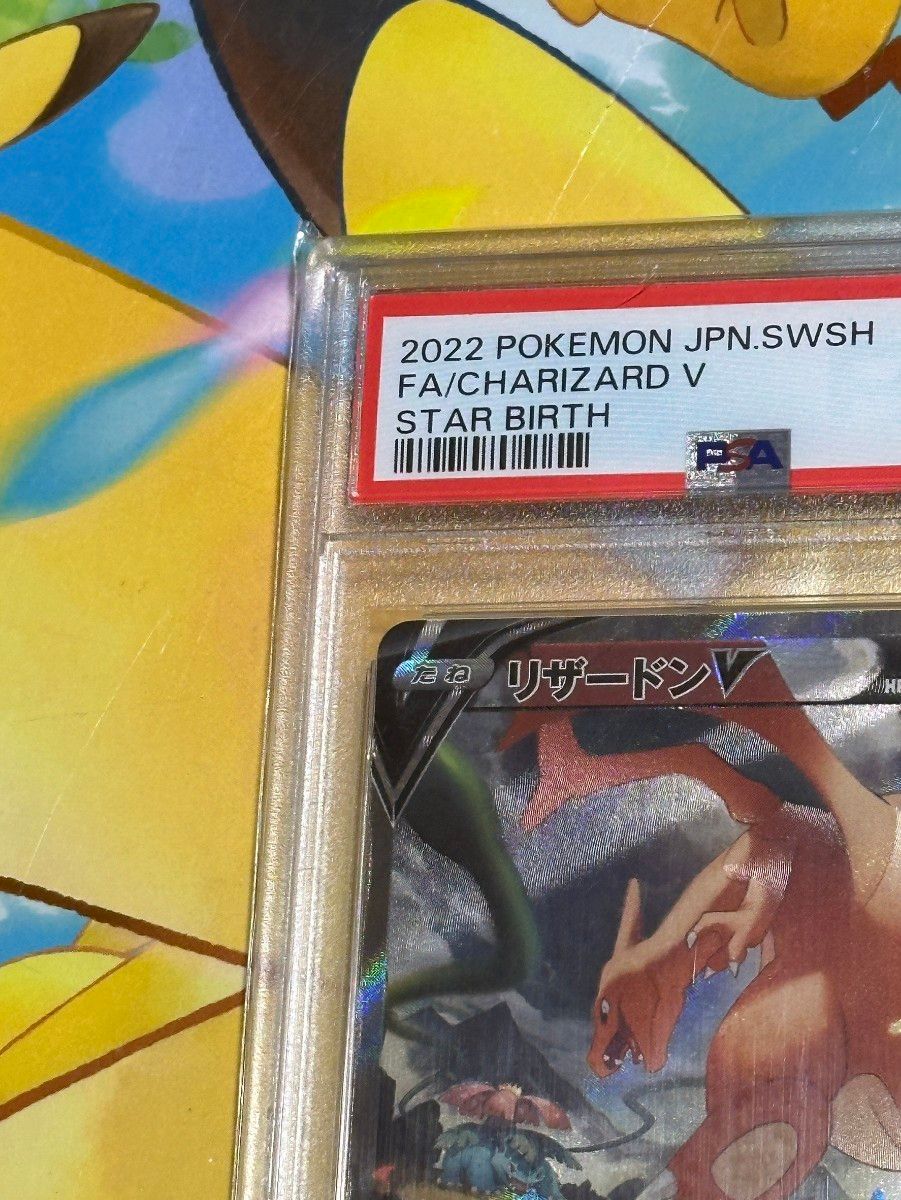 2022 POKEMON JPN.SWSH
FA/CHARIZARD V
STAR BIRTH
PSA
たね リザードンV